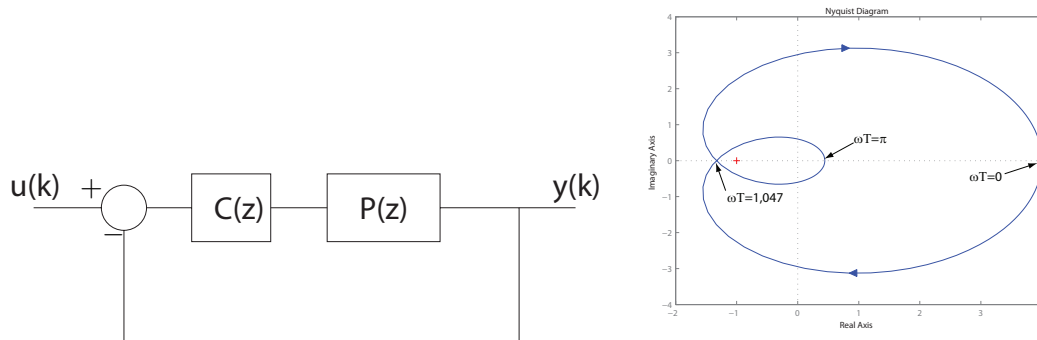 u(k)
+
−
C(z)
P(z)
y(k)
Nyquist Diagram
Imaginary Axis
4
3
2
1
0
−1
−2
−3
−4
ωT=π
ωT=0
ωT=1,047
−2
−1
0
1
2
3
Real Axis